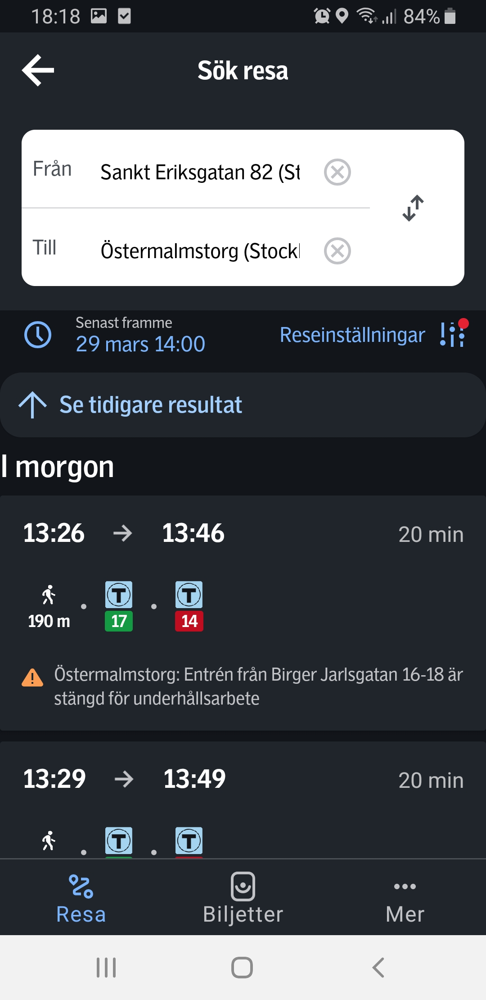 18:18
84%
Sök resa
Från
Sankt Eriksgatan 82 (St
Till
Östermalmstorg (Stockh
Senast framme
29 mars 14:00
Reseinställningar
Se tidigare resultat
I morgon
13:26 → 13:46
20 min
T T
190 m 17 14
Östermalmstorg: Entrén från Birger Jarlsgatan 16-18 är
stängd för underhållsarbete
13:29 → 13:49
20 min
T T
Resa
Biljetter
Mer